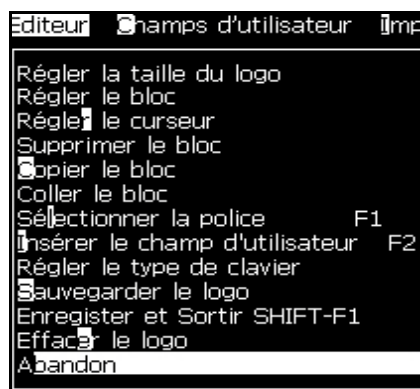 Editeur Champs d'utilisateur Imp
Régler la taille du logo
Régler le bloc
Régler le curseur
Supprimer le bloc
Copier le bloc
Coller le bloc
Sélectionner la police F1
Insérer le champ d'utilisateur F2
Régler le type de clavier
Sauvegarder le logo
Enregister et Sortir SHIFT-F1
Effacer le logo
Abandon